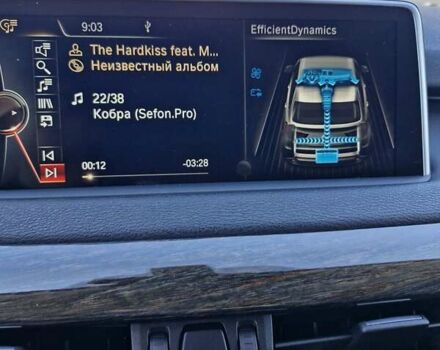 9:03
EfficientDynamics
The Hardkiss feat. M...
Неизвестный альбом
22/38
Кобра (Sefon.Pro)
00:12 -03:28